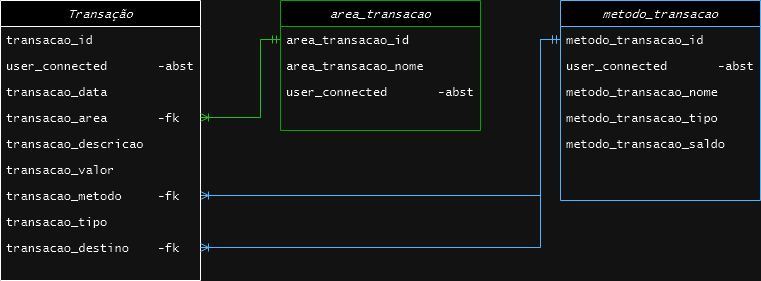 Transação
transacao_id
user_connected -abst
transacao_data
transacao_area -fk
transacao_descricao
transacao_valor
transacao_metodo -fk
transacao_tipo
transacao_destino -fk
area_transacao
area_transacao_id
area_transacao_nome
user_connected -abst
metodo_transacao
metodo_transacao_id
user_connected -abst
metodo_transacao_nome
metodo_transacao_tipo
metodo_transacao_saldo